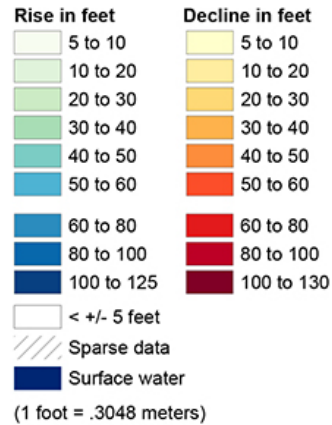 Rise in feet Decline in feet
5 to 10 5 to 10
10 to 20 10 to 20
20 to 30 20 to 30
30 to 40 30 to 40
40 to 50 40 to 50
50 to 60 50 to 60
60 to 80 60 to 80
80 to 100 80 to 100
100 to 125 100 to 130
< +/- 5 feet
Sparse data
Surface water
(1 foot = .3048 meters)